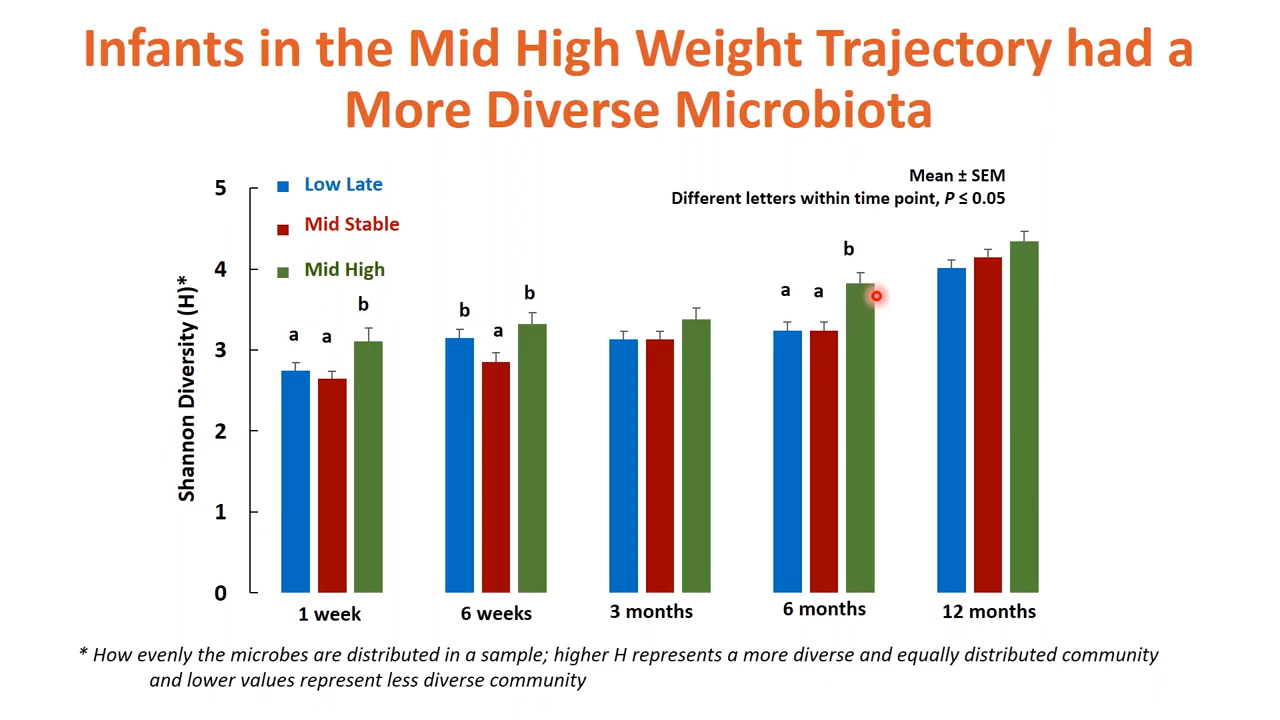 Infants in the Mid High Weight Trajectory had a
More Diverse Microbiota
Mean ± SEM
Different letters within time point, P ≤ 0.05
Low Late
Mid Stable
Mid High
Shannon Diversity (H)*
5
4
3
2
1
0
a a b
b a b
a a b
1 week
6 weeks
3 months
6 months
12 months
* How evenly the microbes are distributed in a sample; higher H represents a more diverse and equally distributed community
and lower values represent less diverse community